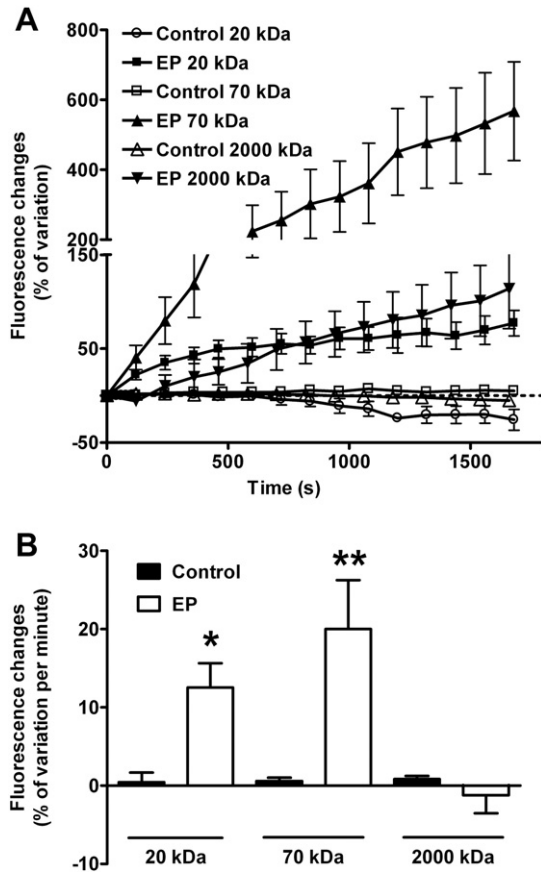 A
Fluorescence changes
(% of variation)
800
600
400
200
150
50
-50
Control 20 kDa
EP 20 kDa
Control 70 kDa
EP 70 kDa
Control 2000 kDa
EP 2000 kDa
0 500 1000 1500
Time (s)
B
Fluorescence changes
(% of variation per minute)
30
20
10
0
-10
Control
EP
* **
20 kDa 70 kDa 2000 kDa